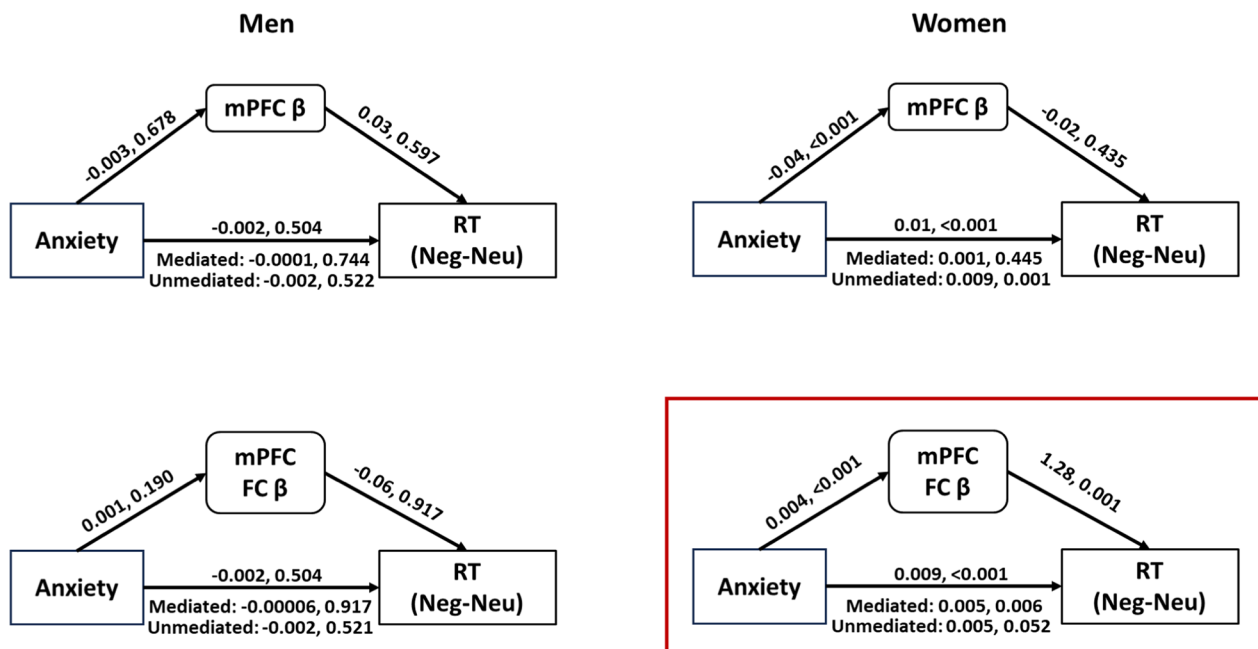 Men
mPFC β
-0.003, 0.678
0.03, 0.597
Anxiety
-0.002, 0.504
Mediated: -0.0001, 0.744
Unmediated: -0.002, 0.522
RT
(Neg-Neu)
Women
mPFC β
-0.04, <0.001
-0.02, 0.435
Anxiety
0.01, <0.001
Mediated: 0.001, 0.445
Unmediated: 0.009, 0.001
RT
(Neg-Neu)
mPFC
FC β
0.001, 0.190
-0.06, 0.917
Anxiety
-0.002, 0.504
Mediated: -0.00006, 0.917
Unmediated: -0.002, 0.521
RT
(Neg-Neu)
mPFC
FC β
0.004, <0.001
1.28, 0.001
Anxiety
0.009, <0.001
Mediated: 0.005, 0.006
Unmediated: 0.005, 0.052
RT
(Neg-Neu)